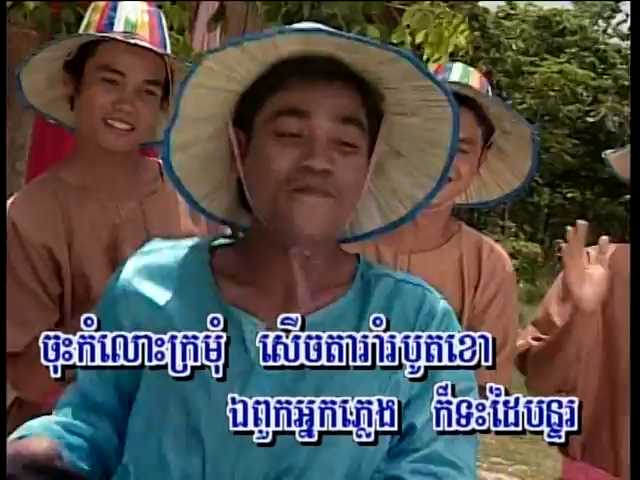 ចុះកំលោះក្រមុំ សើចតារាំរបូតខោ
ឯពួកអ្នកភ្លេង ក៏ទះដៃបន្ទរ